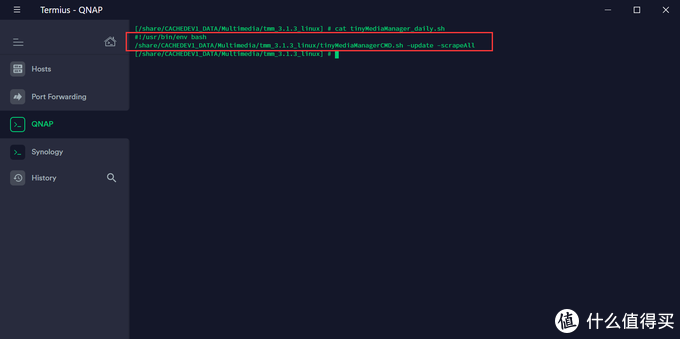 Termius - QNAP
Hosts
Port Forwarding
QNAP
Synology
History
[/share/CACHEDEV1_DATA/Multimedia/tmm_3.1.3_linux] # cat tinyMediaManager_daily.sh
#!/usr/bin/env bash
/share/CACHEDEV1_DATA/Multimedia/tmm_3.1.3_linux/tinyMediaManagerCMD.sh -update -scrapeAll
[/share/CACHEDEV1_DATA/Multimedia/tmm_3.1.3_linux] #
值 什么值得买